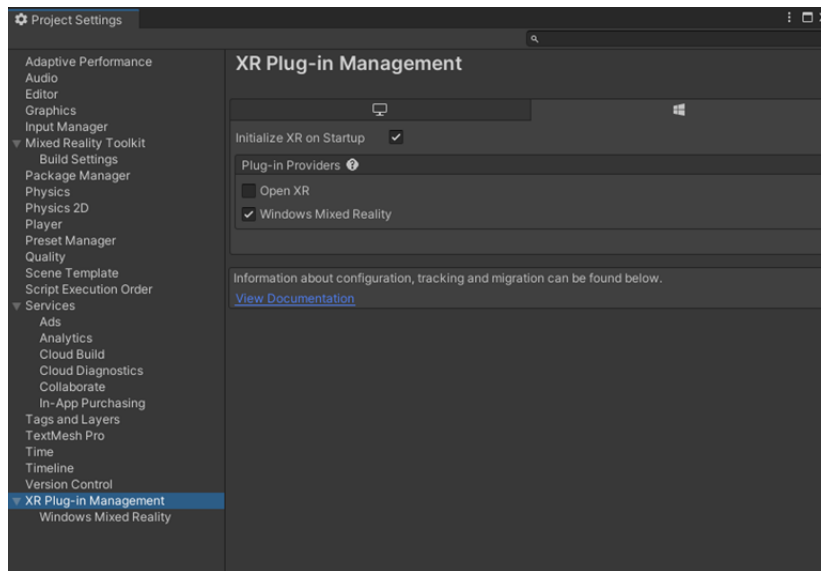 Project Settings
Adaptive Performance
Audio
Editor
Graphics
Input Manager
Mixed Reality Toolkit
Build Settings
Package Manager
Physics
Physics 2D
Player
Preset Manager
Quality
Scene Template
Script Execution Order
Services
Ads
Analytics
Cloud Build
Cloud Diagnostics
Collaborate
In-App Purchasing
Tags and Layers
TextMesh Pro
Time
Timeline
Version Control
XR Plug-in Management
Windows Mixed Reality
XR Plug-in Management
Initialize XR on Startup
Plug-in Providers
Open XR
Windows Mixed Reality
Information about configuration, tracking and migration can be found below.
View Documentation